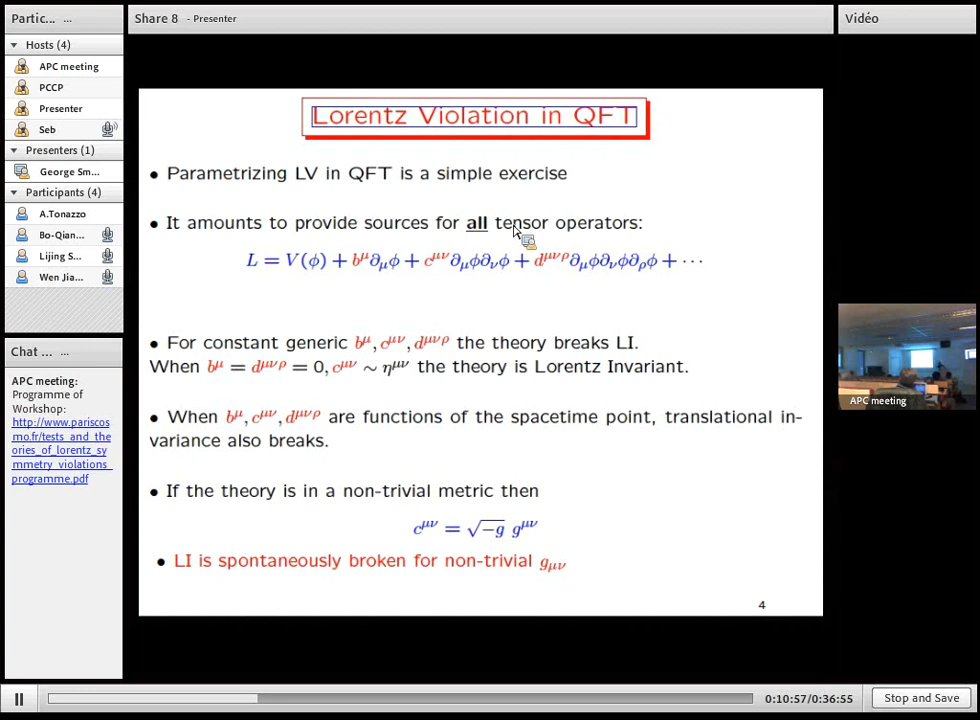 Partic... ...
Hosts (4)
APC meeting
PCCP
Presenter
Seb
Presenters (1)
George Sm...
Participants (4)
A.Tonazzo
Bo-Qian...
Lijing S...
Wen Jia...
Chat ... ...
APC meeting:
Programme of
Workshop:
http://www.pariscos
mo.fr/tests_and_the
ories_of_lorentz_sy
mmetry_violations_
programme.pdf
Share 8 - Presenter
Lorentz Violation in QFT
• Parametrizing LV in QFT is a simple exercise
• It amounts to provide sources for all tensor operators:
L = V(ϕ) + b^μ∂_μϕ + c^{μν}∂_μϕ∂_νϕ + d^{μνρ}∂_μϕ∂_νϕ∂_ρϕ + ⋯
• For constant generic b^μ, c^{μν}, d^{μνρ} the theory breaks LI.
When b^μ = d^{μνρ} = 0, c^{μν} ∼ η^{μν} the theory is Lorentz Invariant.
• When b^μ, c^{μν}, d^{μνρ} are functions of the spacetime point, translational in-
variance also breaks.
• If the theory is in a non-trivial metric then
c^{μν} = √−g g^{μν}
• LI is spontaneously broken for non-trivial g_{μν}
4
Vidéo
APC meeting
0:10:57/0:36:55
Stop and Save